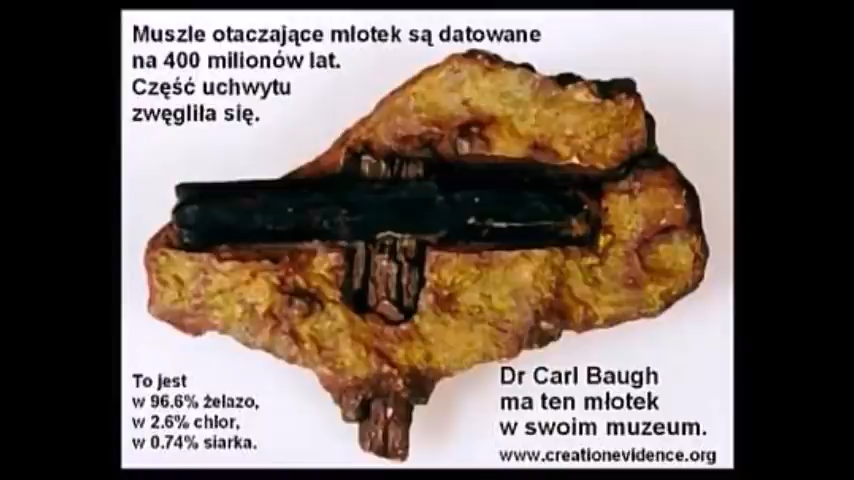 Muszle otaczające młotek są datowane
na 400 milionów lat.
Część uchwytu
zwęgliła się.
To jest
w 96.6% żelazo,
w 2.6% chlor,
w 0.74% siarka.
Dr Carl Baugh
ma ten młotek
w swoim muzeum.
www.creationevidence.org